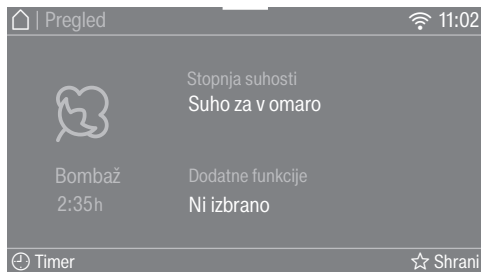 | Pregled 11:02
Stopnja suhosti
Suho za v omaro
Bombaž
2:35h
Dodatne funkcije
Ni izbrano
Timer
Shrani